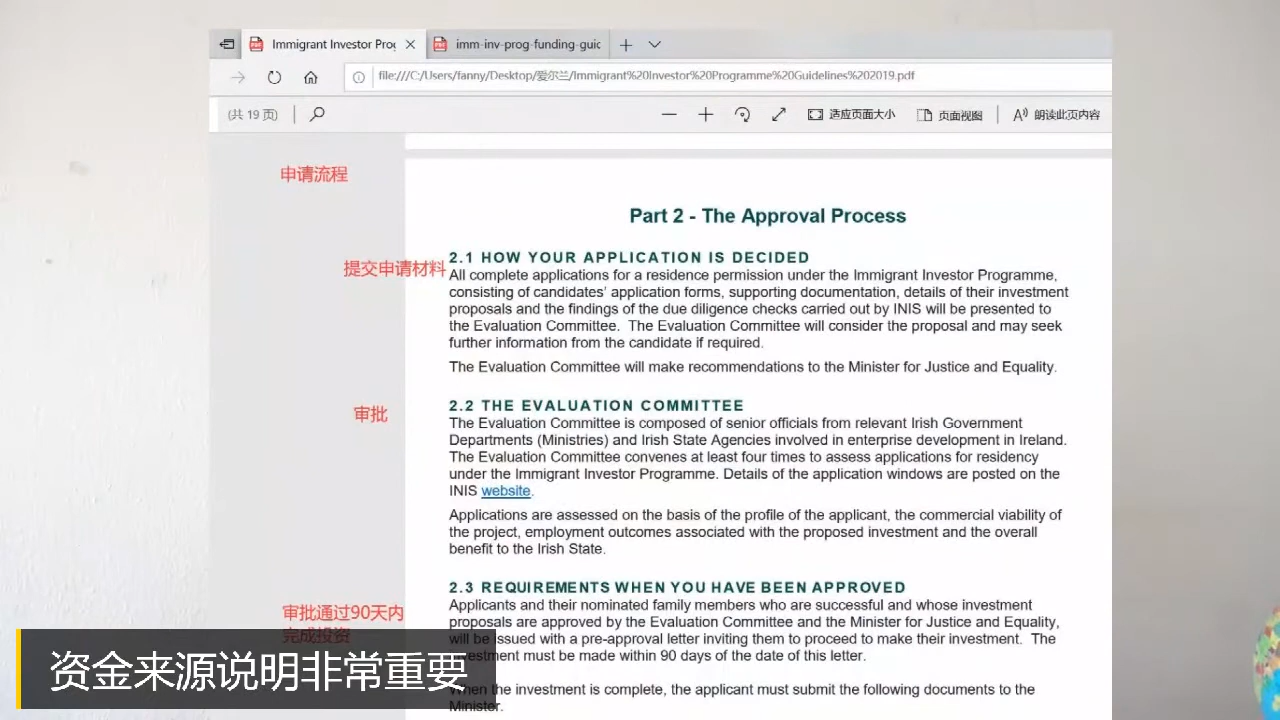 Immigrant Investor Prog
imm-inv-prog-funding-guid
file:///C:/Users/fanny/Desktop/爱尔兰/Immigrant%20Investor%20Programme%20Guidelines%202019.pdf
(共 19 页)
适应页面大小
页面视图
朗读此页内容
申请流程
Part 2 - The Approval Process
2.1 HOW YOUR APPLICATION IS DECIDED
提交申请材料
All complete applications for a residence permission under the Immigrant Investor Programme,
consisting of candidates' application forms, supporting documentation, details of their investment
proposals and the findings of the due diligence checks carried out by INIS will be presented to
the Evaluation Committee. The Evaluation Committee will consider the proposal and may seek
further information from the candidate if required.
The Evaluation Committee will make recommendations to the Minister for Justice and Equality.
2.2 THE EVALUATION COMMITTEE
审批
The Evaluation Committee is composed of senior officials from relevant Irish Government
Departments (Ministries) and Irish State Agencies involved in enterprise development in Ireland.
The Evaluation Committee convenes at least four times to assess applications for residency
under the Immigrant Investor Programme. Details of the application windows are posted on the
INIS website.
Applications are assessed on the basis of the profile of the applicant, the commercial viability of
the project, employment outcomes associated with the proposed investment and the overall
benefit to the Irish State.
2.3 REQUIREMENTS WHEN YOU HAVE BEEN APPROVED
审批通过90天内
完成投资
Applicants and their nominated family members who are successful and whose investment
proposals are approved by the Evaluation Committee and the Minister for Justice and Equality,
will be issued with a pre-approval letter inviting them to proceed to make their investment. The
investment must be made within 90 days of the date of this letter.
When the investment is complete, the applicant must submit the following documents to the
Minister.
资金来源说明非常重要